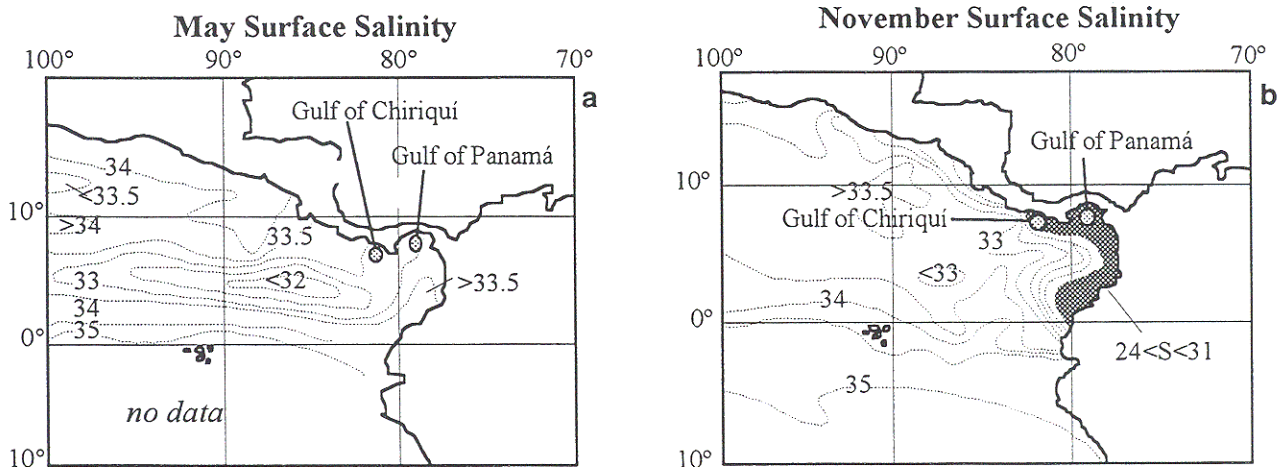 May Surface Salinity
100° 90° 80° 70°
a
Gulf of Chiriquí
Gulf of Panamá
34
<33.5
10°
>34
33.5
33
<32
>33.5
34
35
0°
no data
10°
November Surface Salinity
100° 90° 80° 70°
b
Gulf of Panamá
10°
>33.5
Gulf of Chiriquí
33
<33
34
0°
24<S<31
35
10°